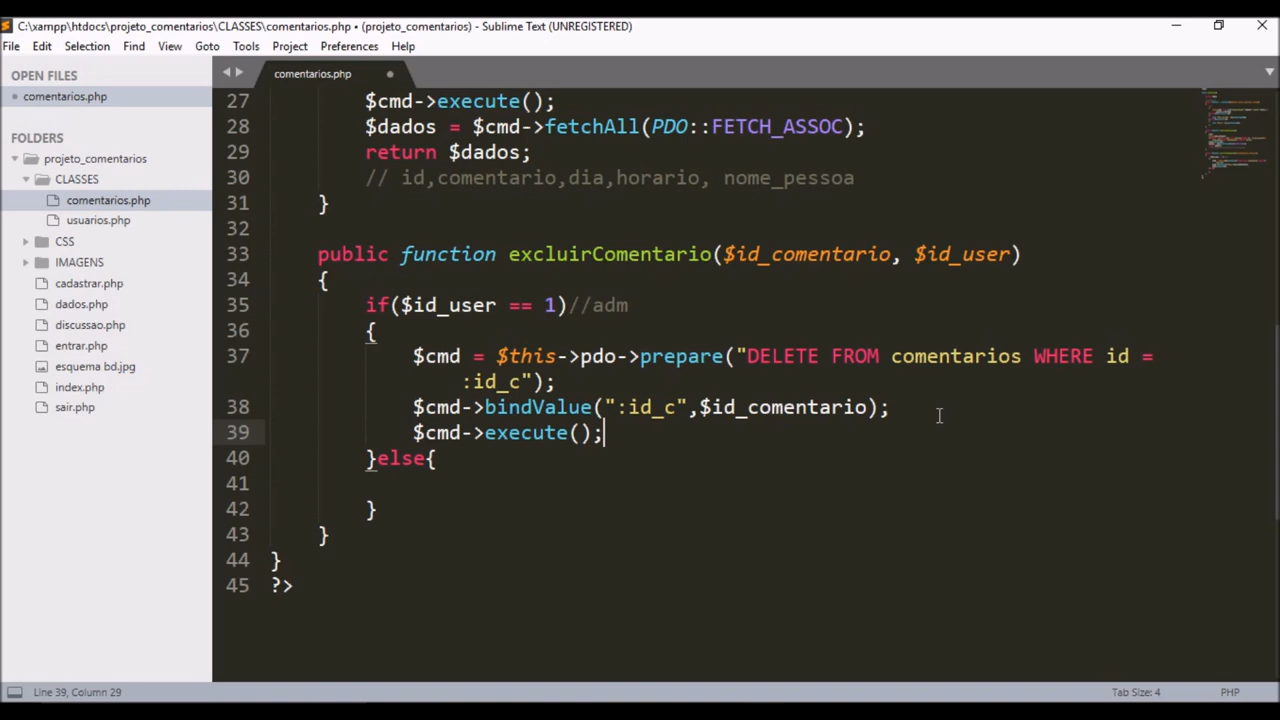 C:\xampp\htdocs\projeto_comentarios\CLASSES\comentarios.php • (projeto_comentarios) - Sublime Text (UNREGISTERED)
File Edit Selection Find View Goto Tools Project Preferences Help
OPEN FILES
comentarios.php
FOLDERS
projeto_comentarios
CLASSES
comentarios.php
usuarios.php
CSS
IMAGENS
cadastrar.php
dados.php
discussao.php
entrar.php
esquema bd.jpg
index.php
sair.php
comentarios.php
27 $cmd->execute();
28 $dados = $cmd->fetchAll(PDO::FETCH_ASSOC);
29 return $dados;
30 // id,comentario,dia,horario, nome_pessoa
31 }
32
33 public function excluirComentario($id_comentario, $id_user)
34 {
35 if($id_user == 1)//adm
36 {
37 $cmd = $this->pdo->prepare("DELETE FROM comentarios WHERE id =
:id_c");
38 $cmd->bindValue(":id_c",$id_comentario);
39 $cmd->execute();
40 }else{
41
42 }
43 }
44 }
45 ?>
Line 39, Column 29
Tab Size: 4
PHP